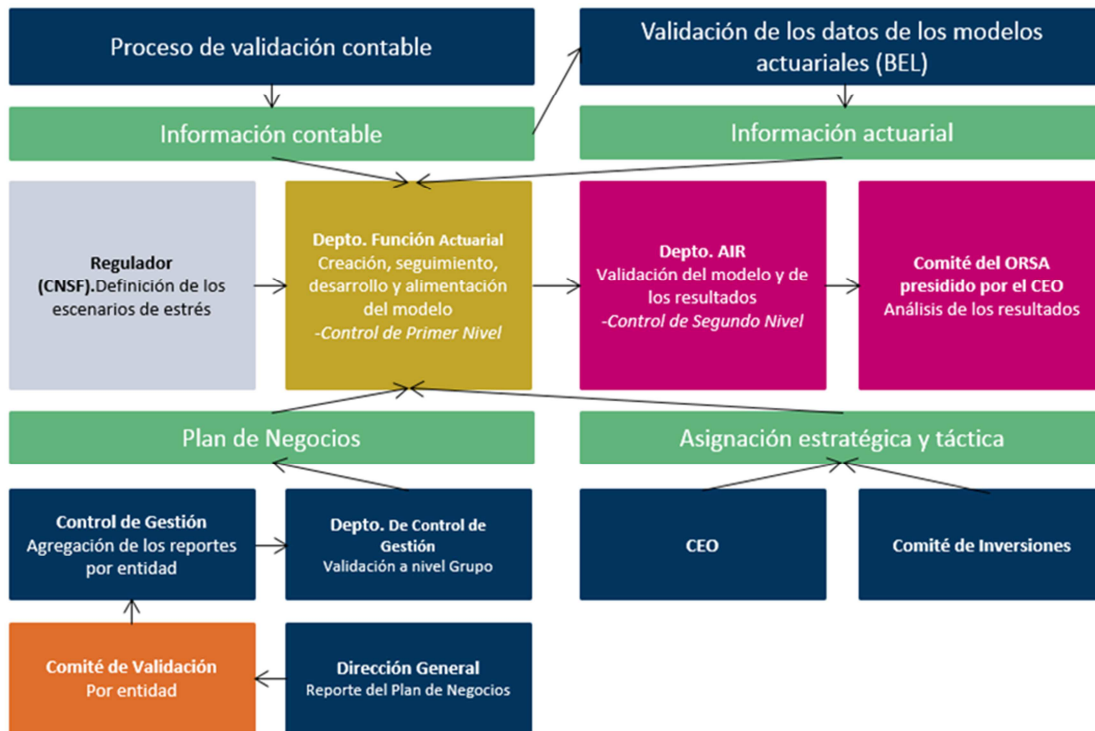 Proceso de validación contable
Validación de los datos de los modelos
actuariales (BEL)
Información contable
Información actuarial
Regulador
(CNSF).Definición de los
escenarios de estrés
Depto. Función Actuarial
Creación, seguimiento,
desarrollo y alimentación
del modelo
-Control de Primer Nivel
Depto. AIR
Validación del modelo y de
los resultados
-Control de Segundo Nivel
Comité del ORSA
presidido por el CEO
Análisis de los resultados
Plan de Negocios
Asignación estratégica y táctica
Control de Gestión
Agregación de los reportes
por entidad
Depto. De Control de
Gestión
Validación a nivel Grupo
CEO
Comité de Inversiones
Comité de Validación
Por entidad
Dirección General
Reporte del Plan de Negocios